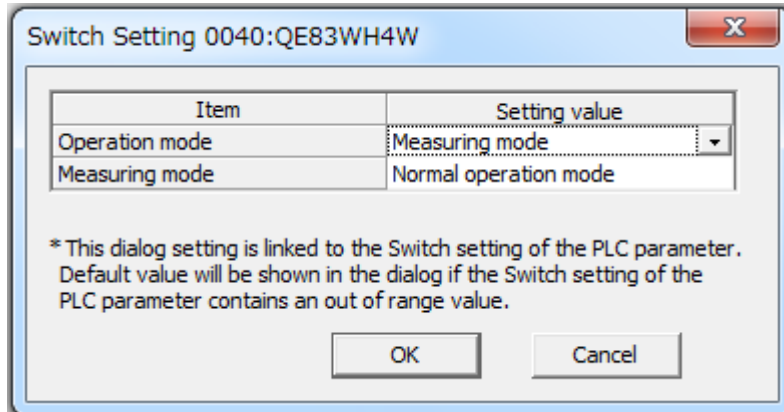 Switch Setting 0040:QE83WH4W
Item Setting value
Operation mode Measuring mode
Measuring mode Normal operation mode
* This dialog setting is linked to the Switch setting of the PLC parameter.
Default value will be shown in the dialog if the Switch setting of the
PLC parameter contains an out of range value.
OK Cancel